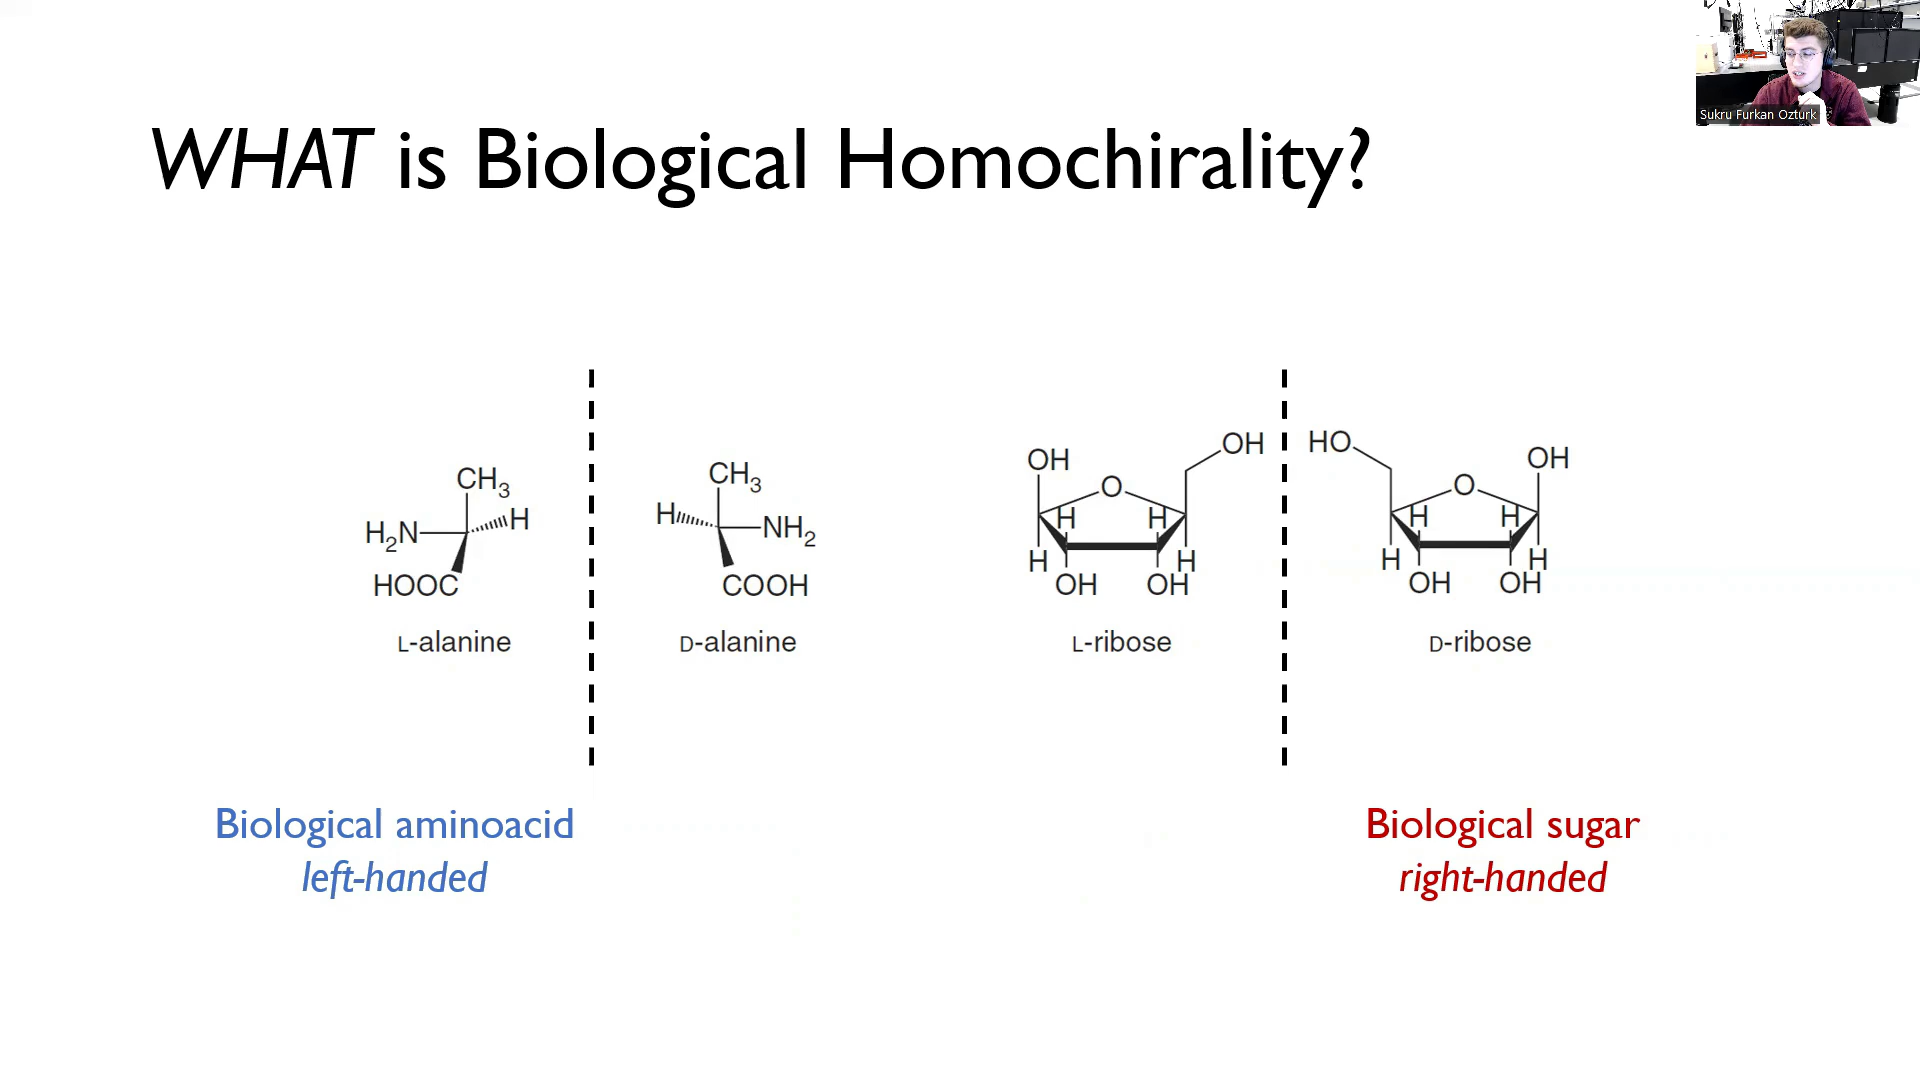 Sukru Furkan Ozturk
WHAT is Biological Homochirality?
CH3
H2N
H
HOOC
L-alanine
CH3
H
NH2
COOH
D-alanine
OH
OH
O
H
H
H
H
OH
OH
L-ribose
HO
OH
O
H
H
H
H
OH
OH
D-ribose
Biological aminoacid
left-handed
Biological sugar
right-handed